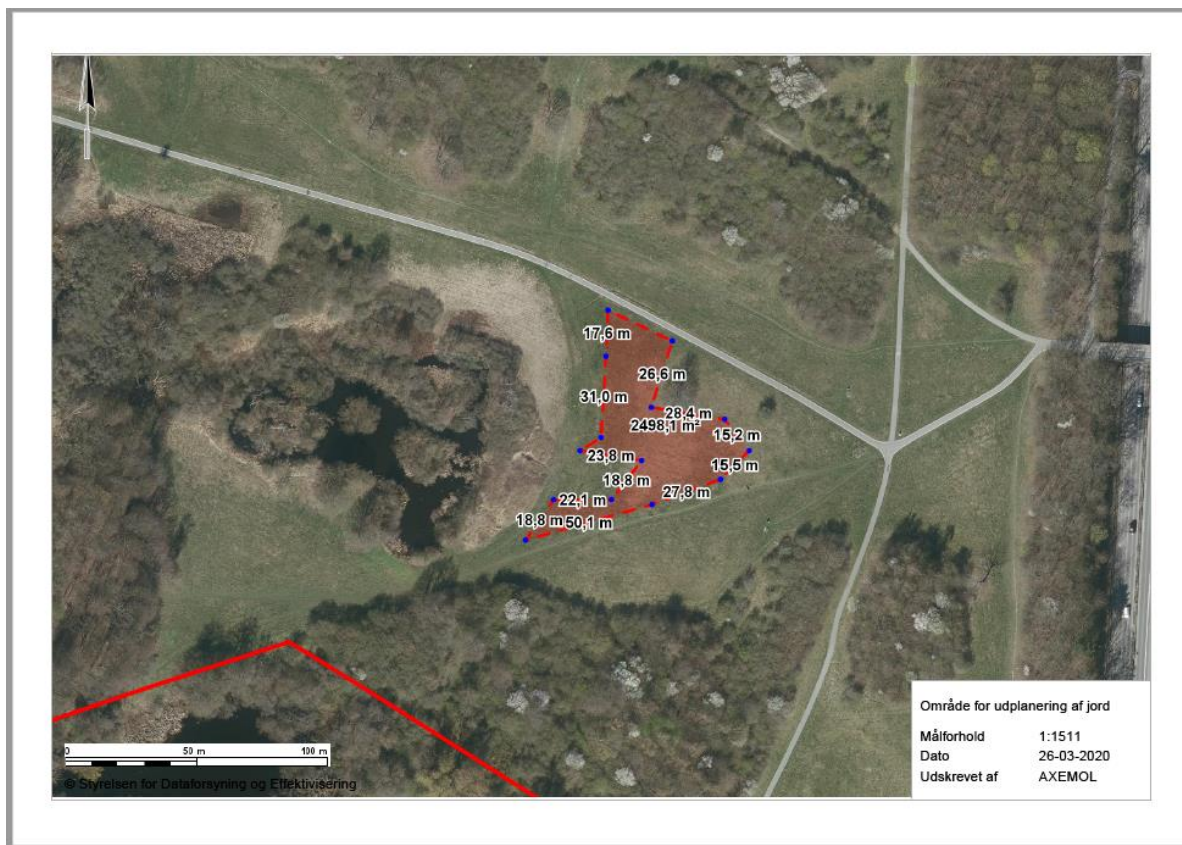 17,6 m
26,6 m
31,0 m
28,4 m
2498,1 m²
15,2 m
23,8 m
15,5 m
18,8 m
27,8 m
22,1 m
18,8 m
50,1 m
Område for udplanering af jord
Målforhold 1:1511
Dato 26-03-2020
Udskrevet af AXEMOL
0 50 m 100 m
© Styrelsen for Dataforsyning og Effektivisering